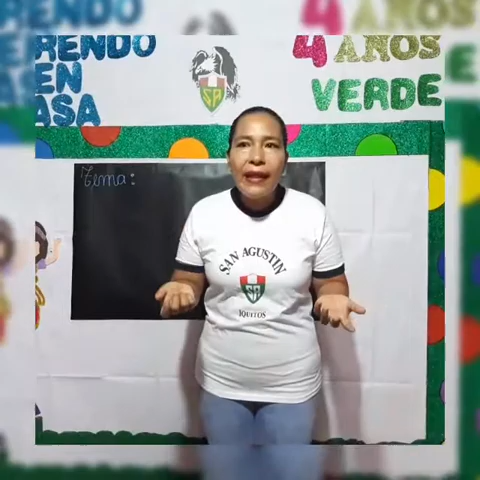 RENDO
EN
ASA
4 AÑOS
VERDE
SA
Tema:
SAN AGUSTIN
SA
IQUITOS